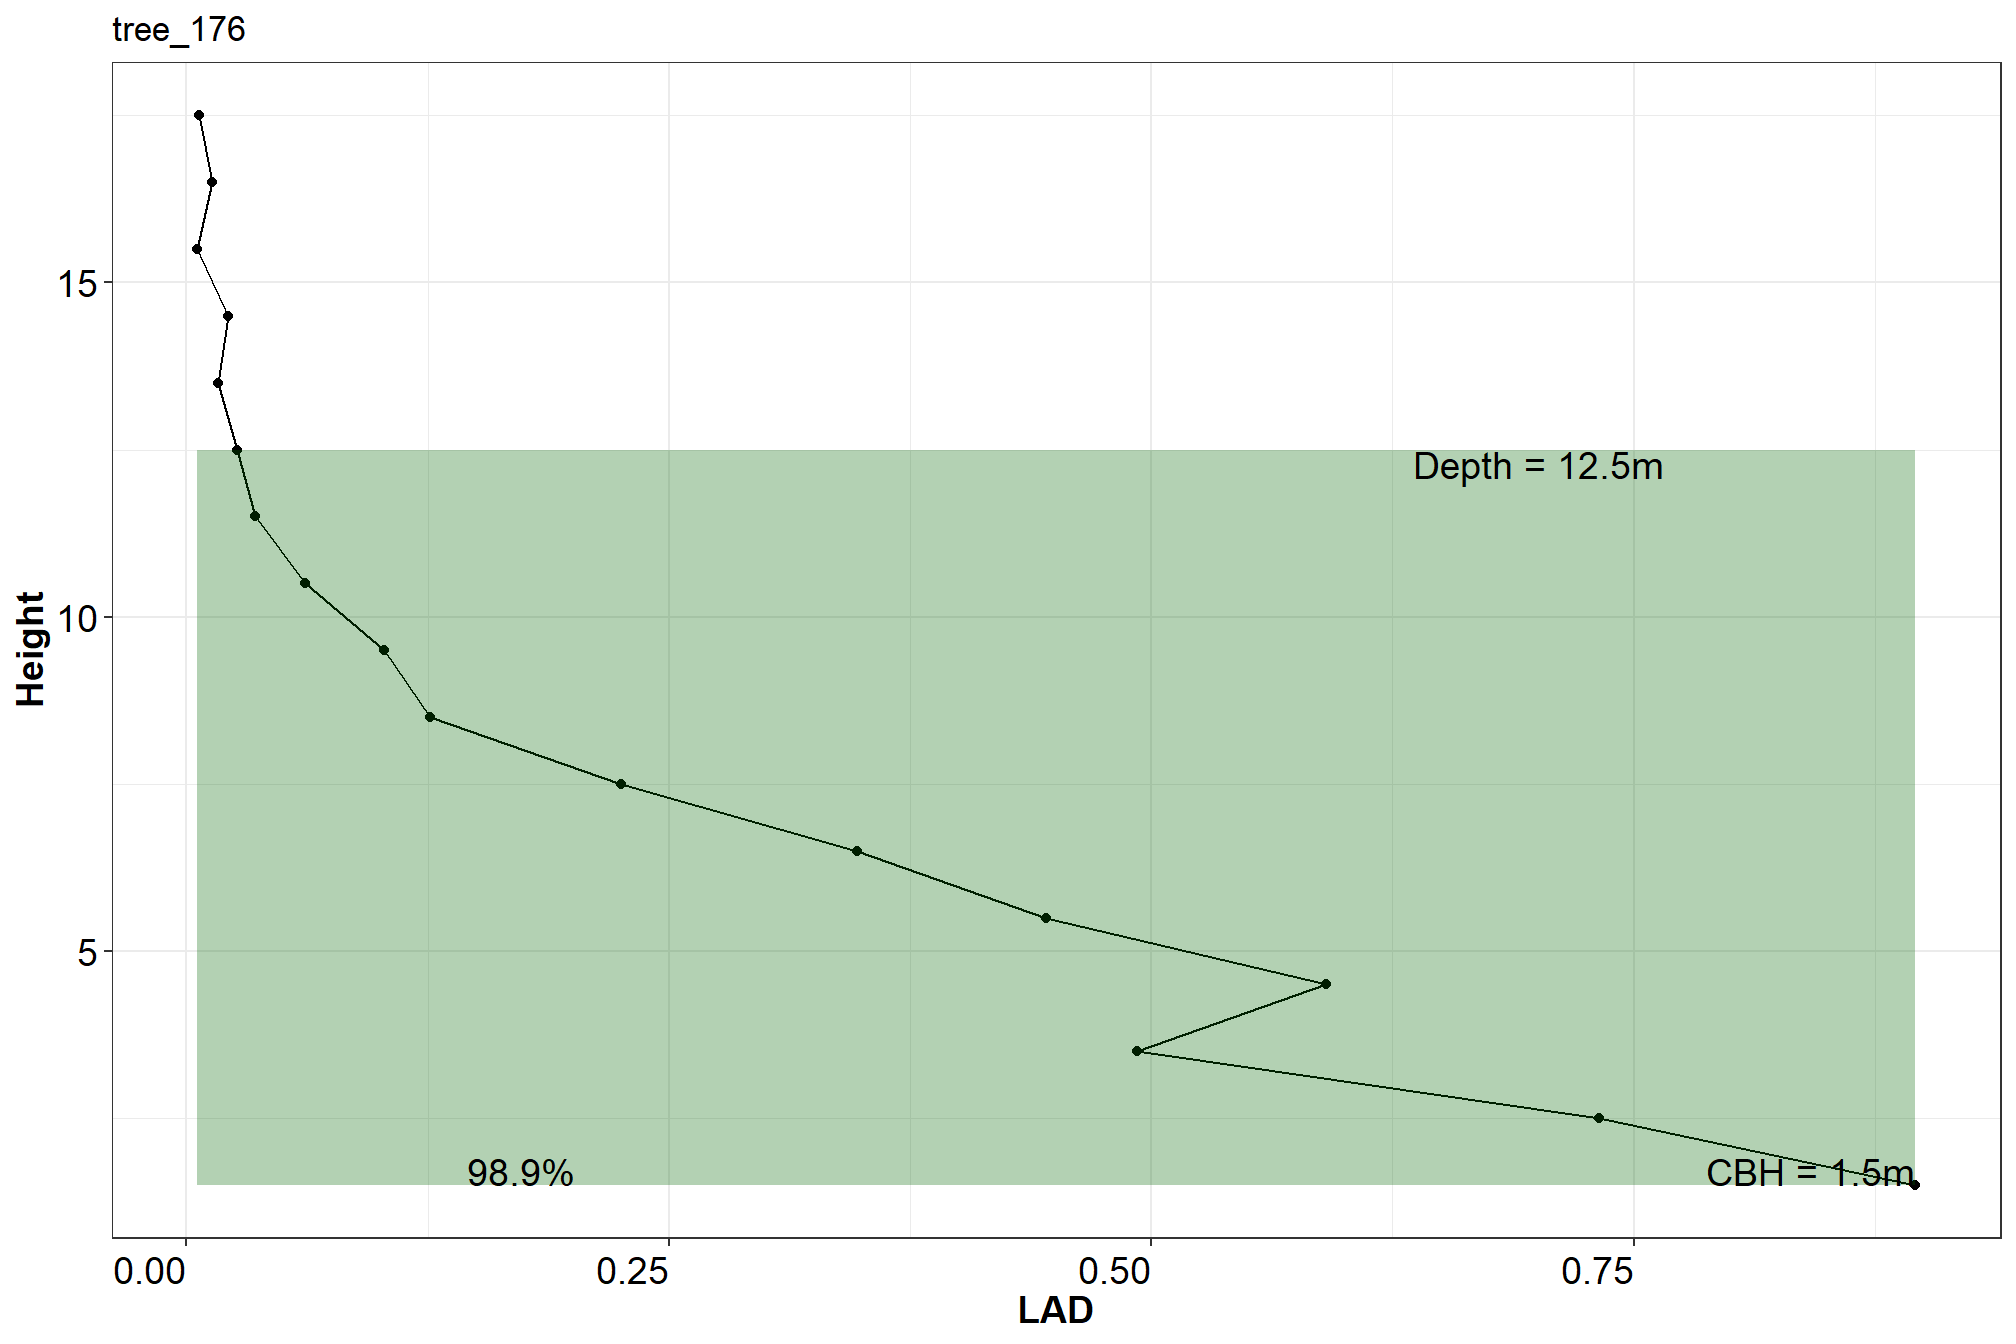 tree_176
15
10
5
Height
Depth = 12.5m
98.9%
CBH = 1.5m
0.00
0.25
0.50
0.75
LAD